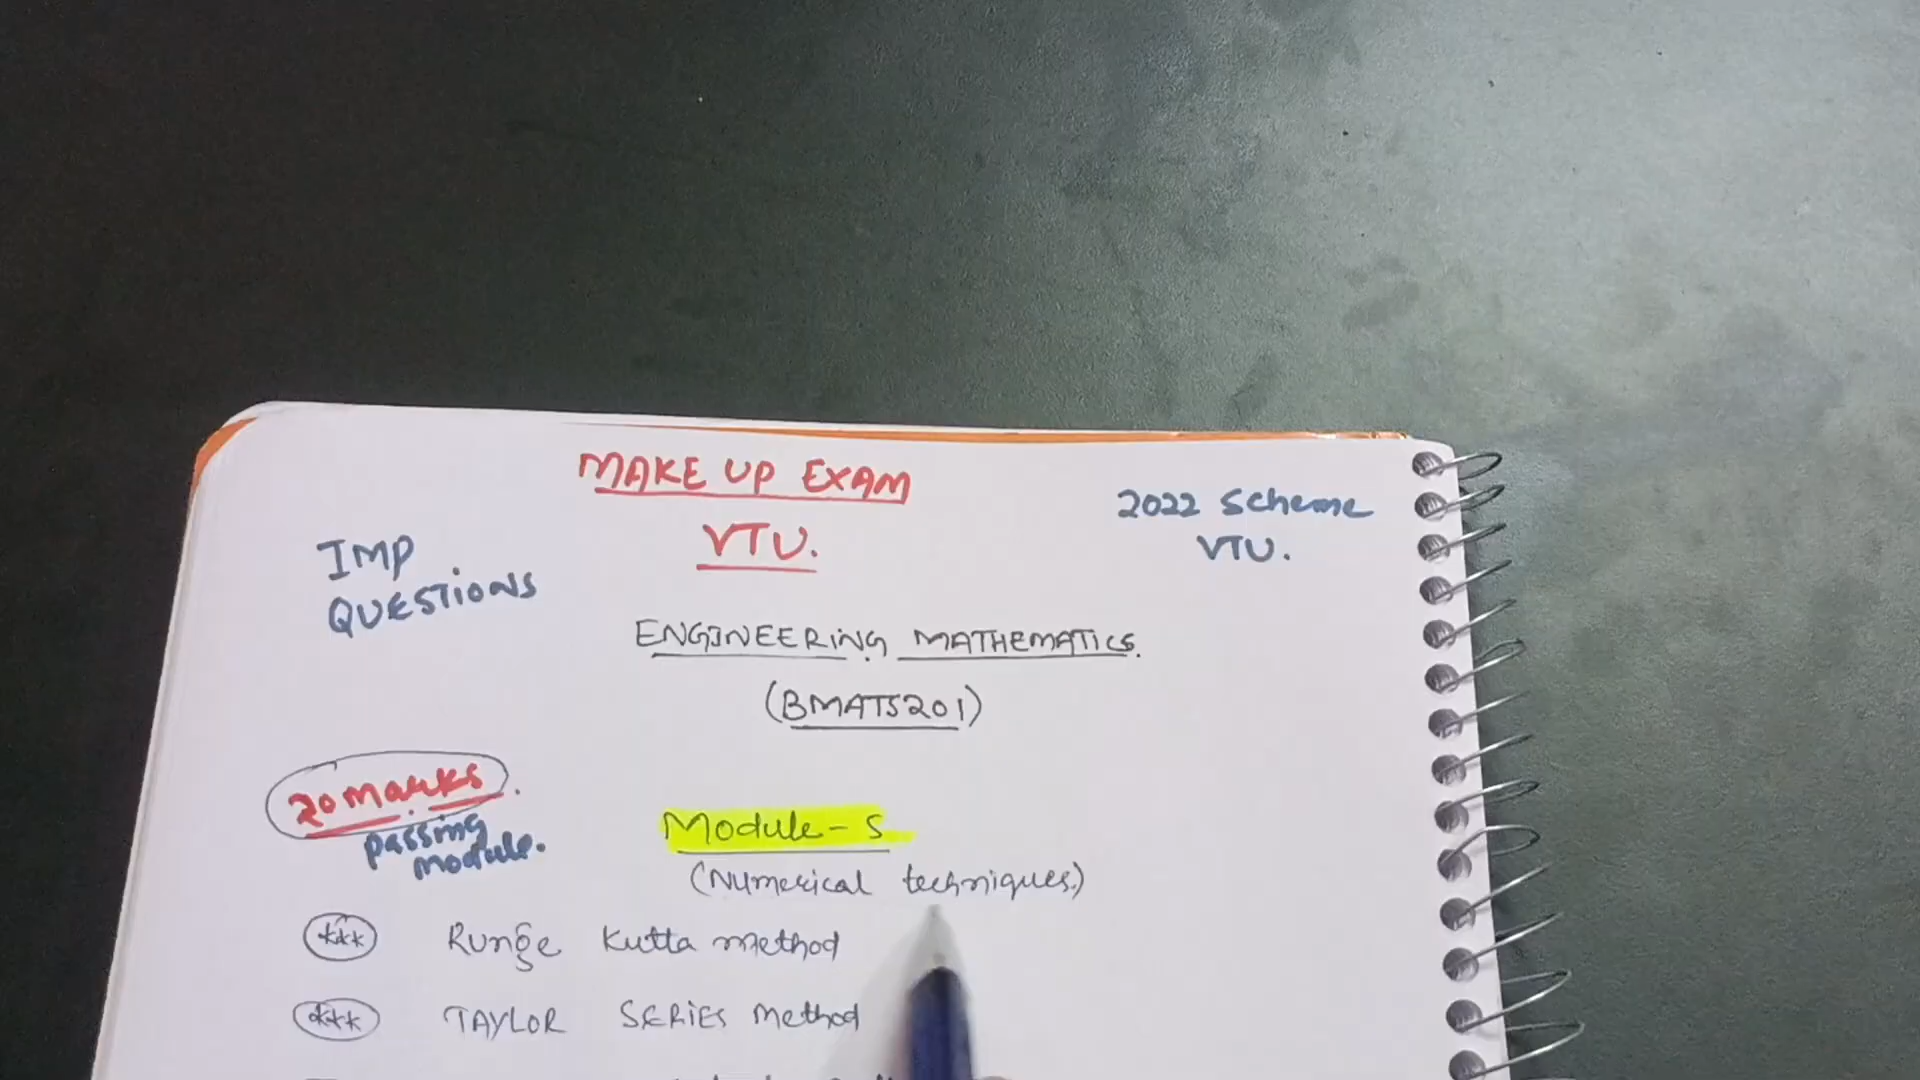 MAKE UP EXAM
VTU.
2022 Scheme
VTU.
IMP
QUESTIONS
ENGINEERING MATHEMATICS.
(BMATS201)
20 marks.
passing
module.
Module-5
(Numerical techniques)
*** Runge Kutta method
*** TAYLOR SERIES Method